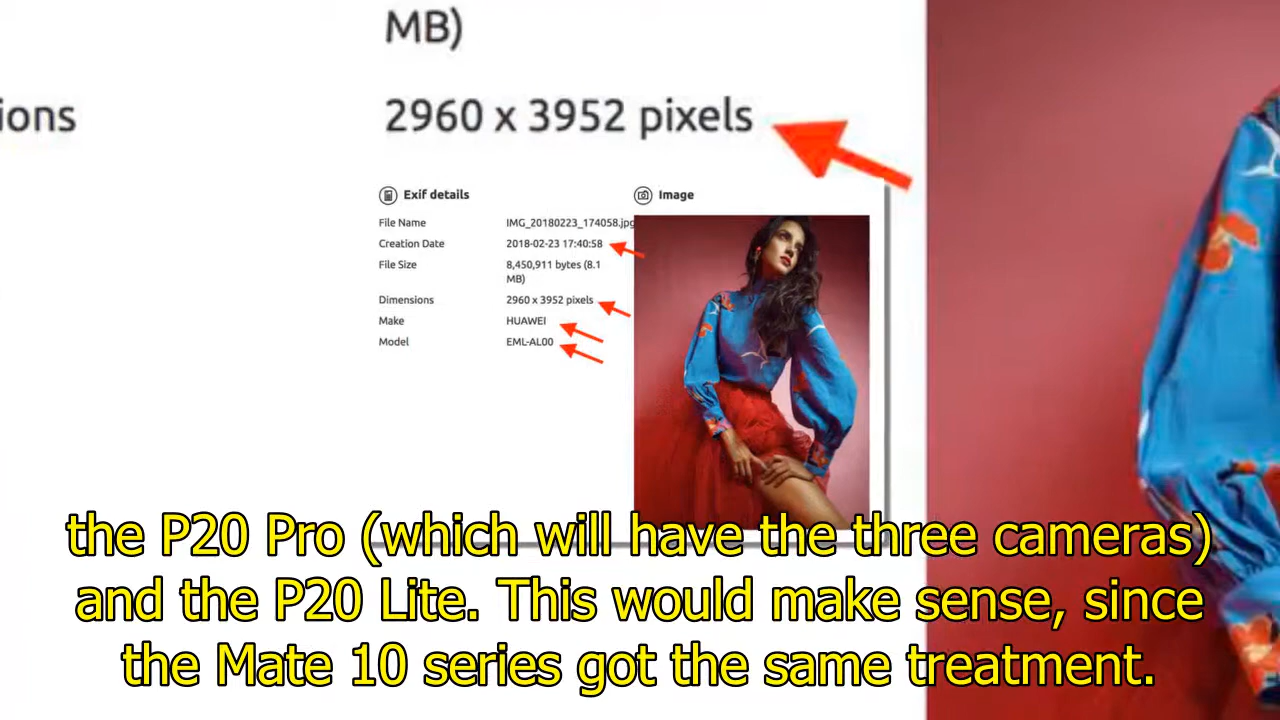 MB)
ions
2960 x 3952 pixels
Exif details
Image
File Name
IMG_20180223_174058.jpg
Creation Date
2018-02-23 17:40:58
File Size
8,450,911 bytes (8.1
MB)
Dimensions
2960 x 3952 pixels
Make
HUAWEI
Model
EML-AL00
the P20 Pro (which will have the three cameras)
and the P20 Lite. This would make sense, since
the Mate 10 series got the same treatment.